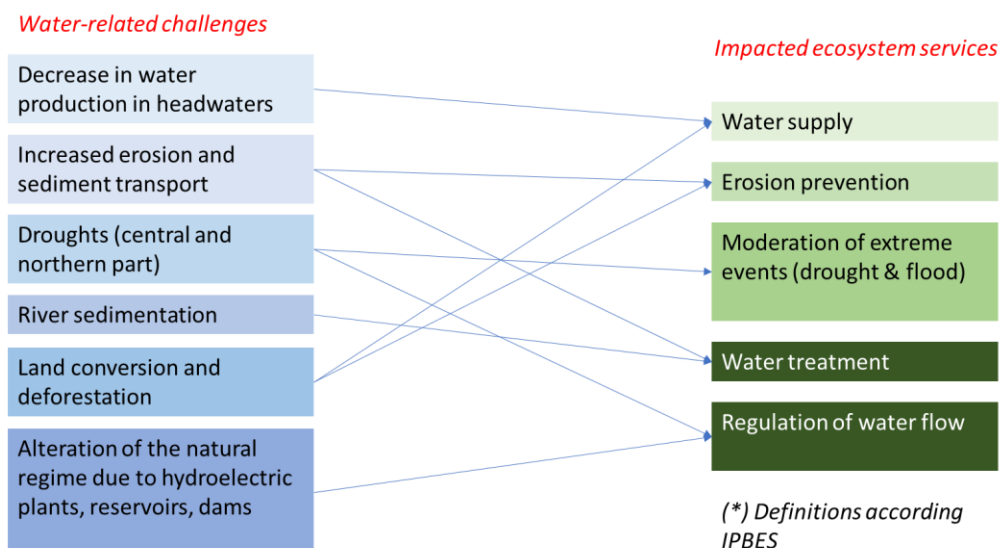 Water-related challenges
Decrease in water
production in headwaters
Increased erosion and
sediment transport
Droughts (central and
northern part)
River sedimentation
Land conversion and
deforestation
Alteration of the natural
regime due to hydroelectric
plants, reservoirs, dams
Impacted ecosystem services
Water supply
Erosion prevention
Moderation of extreme
events (drought & flood)
Water treatment
Regulation of water flow
(*) Definitions according
IPBES